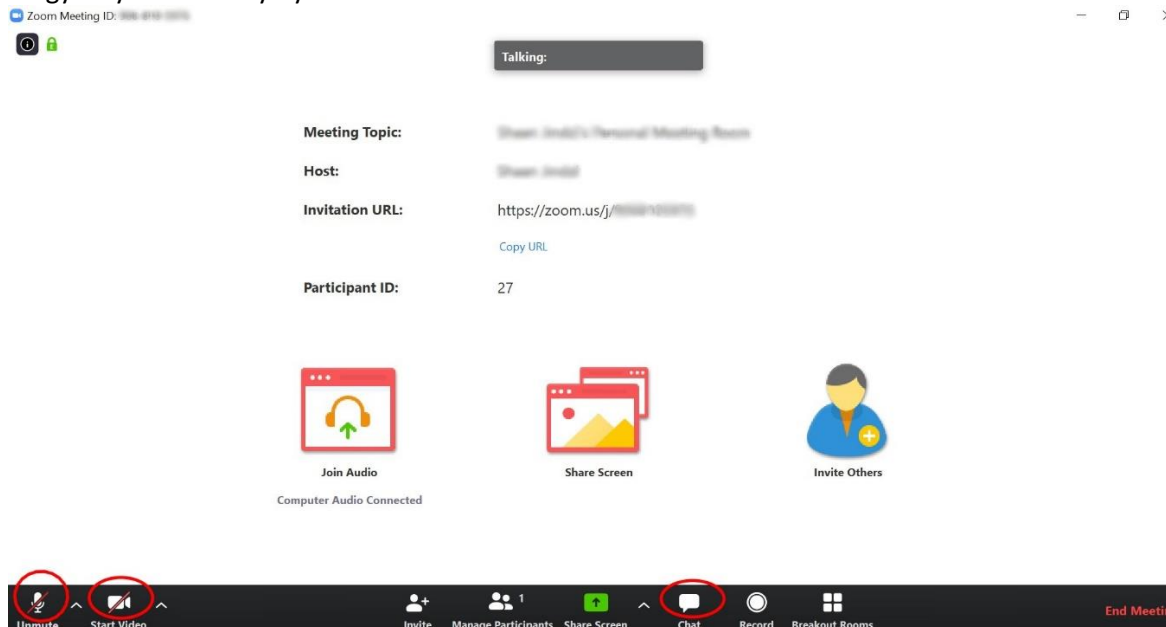 Zoom Meeting ID:
Talking:
Meeting Topic:
Host:
Invitation URL: https://zoom.us/j/
Copy URL
Participant ID: 27
Join Audio Share Screen Invite Others
Computer Audio Connected
Unmute Start Video Invite Manage Participants 1 Share Screen Chat Record Breakout Rooms End Meeti